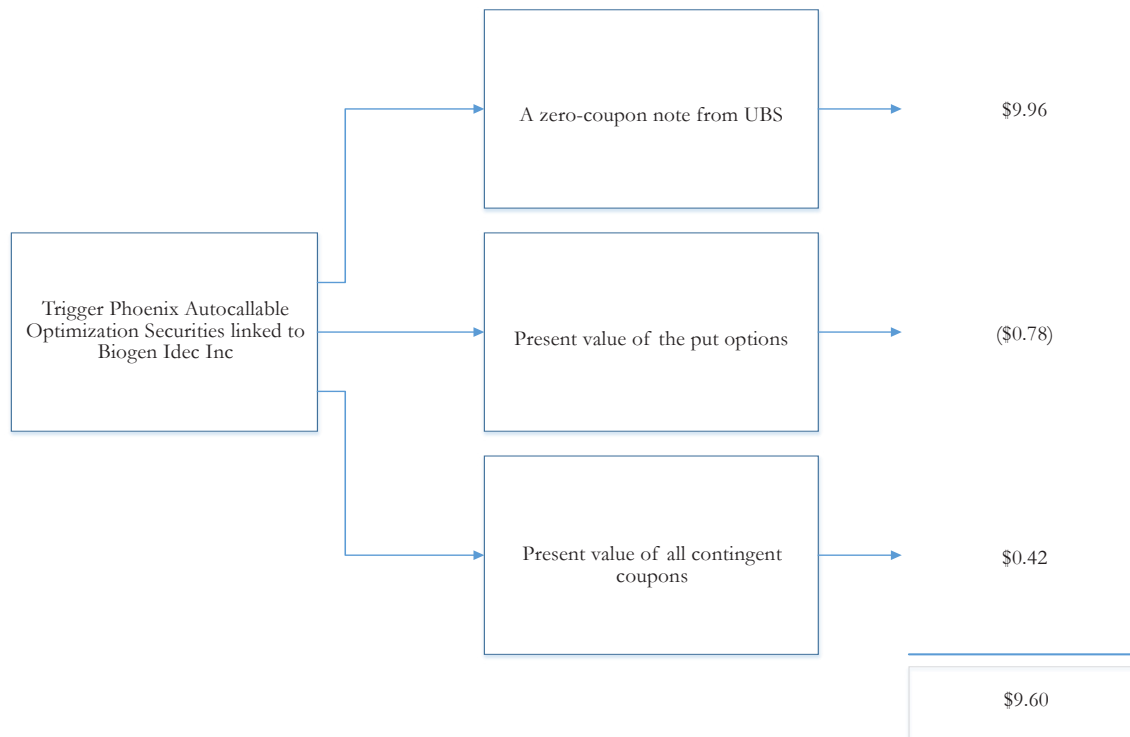 A zero-coupon note from UBS
$9.96
Trigger Phoenix Autocallable
Optimization Securities linked to
Biogen Idec Inc
Present value of the put options
($0.78)
Present value of all contingent
coupons
$0.42
$9.60